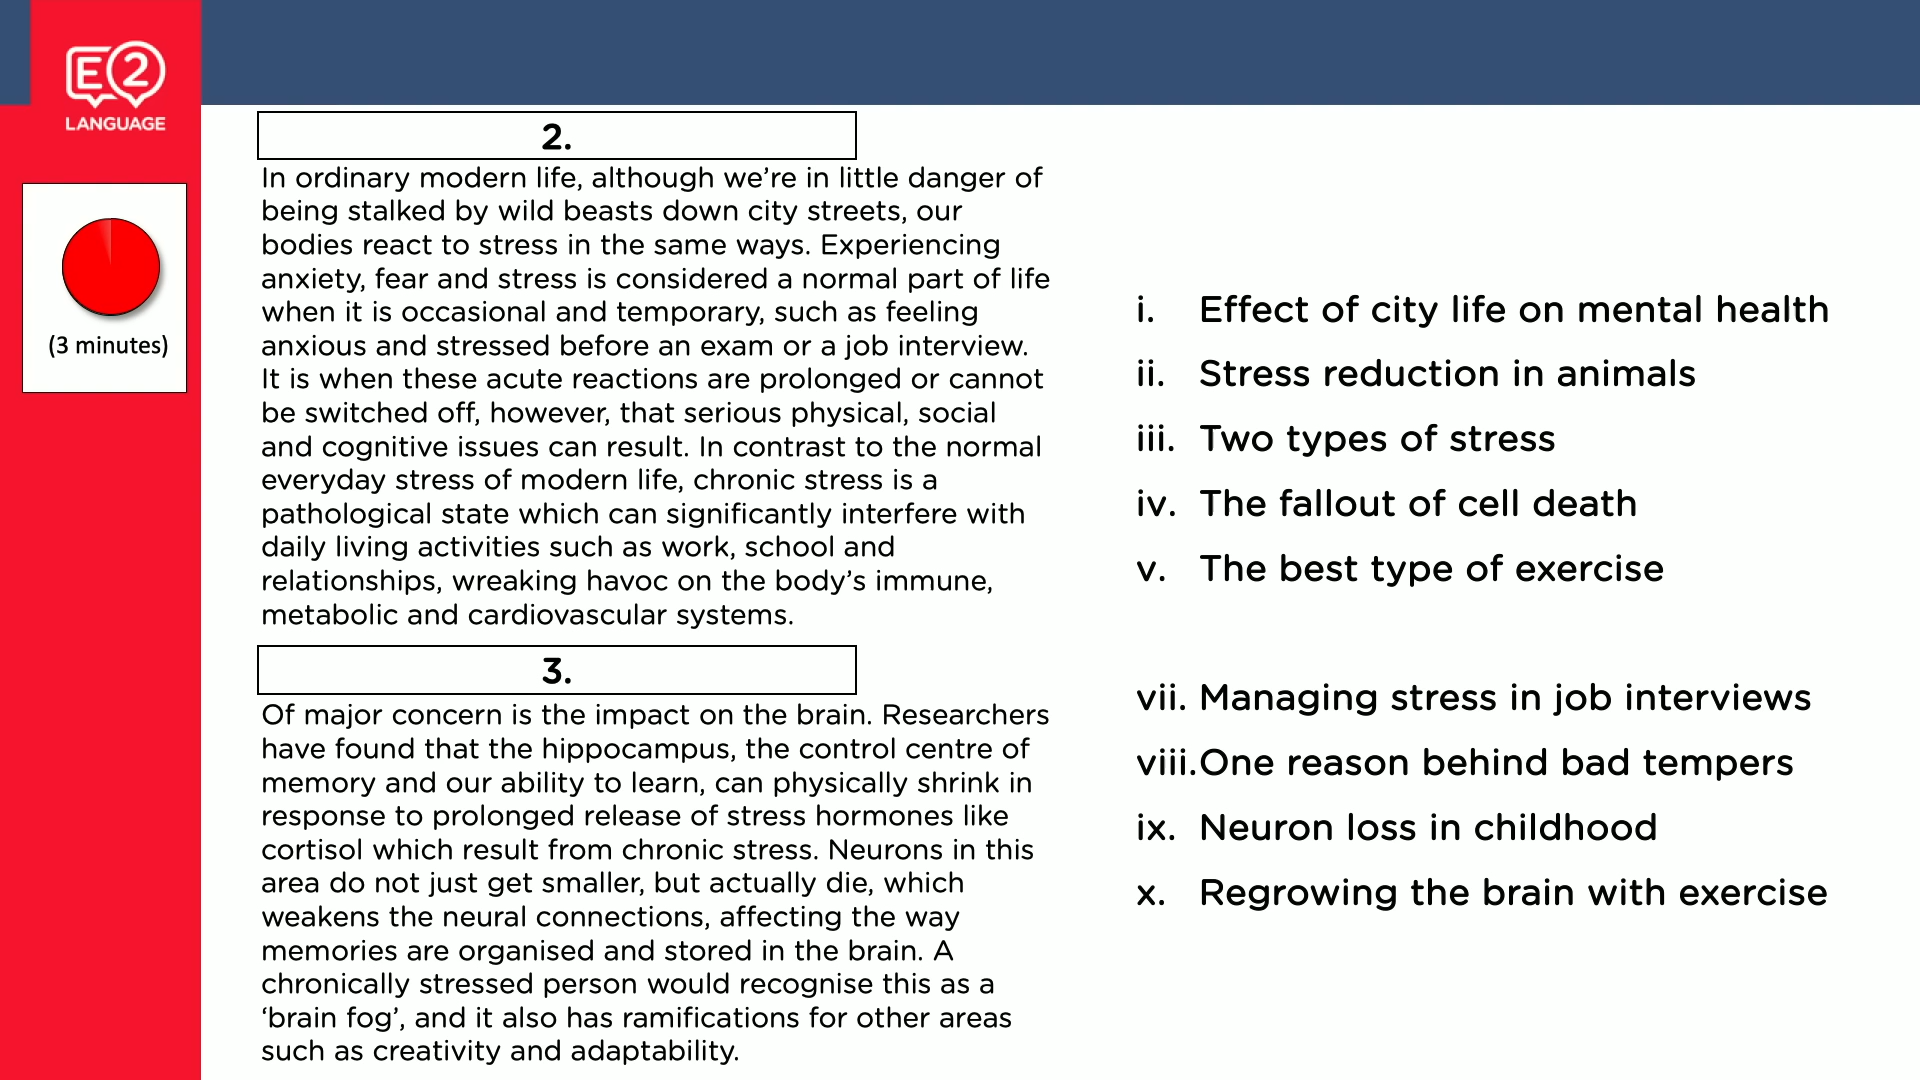 E2
LANGUAGE
(3 minutes)
2.
In ordinary modern life, although we’re in little danger of
being stalked by wild beasts down city streets, our
bodies react to stress in the same ways. Experiencing
anxiety, fear and stress is considered a normal part of life
when it is occasional and temporary, such as feeling
anxious and stressed before an exam or a job interview.
It is when these acute reactions are prolonged or cannot
be switched off, however, that serious physical, social
and cognitive issues can result. In contrast to the normal
everyday stress of modern life, chronic stress is a
pathological state which can significantly interfere with
daily living activities such as work, school and
relationships, wreaking havoc on the body’s immune,
metabolic and cardiovascular systems.
3.
Of major concern is the impact on the brain. Researchers
have found that the hippocampus, the control centre of
memory and our ability to learn, can physically shrink in
response to prolonged release of stress hormones like
cortisol which result from chronic stress. Neurons in this
area do not just get smaller, but actually die, which
weakens the neural connections, affecting the way
memories are organised and stored in the brain. A
chronically stressed person would recognise this as a
‘brain fog’, and it also has ramifications for other areas
such as creativity and adaptability.
i. Effect of city life on mental health
ii. Stress reduction in animals
iii. Two types of stress
iv. The fallout of cell death
v. The best type of exercise
vii. Managing stress in job interviews
viii. One reason behind bad tempers
ix. Neuron loss in childhood
x. Regrowing the brain with exercise